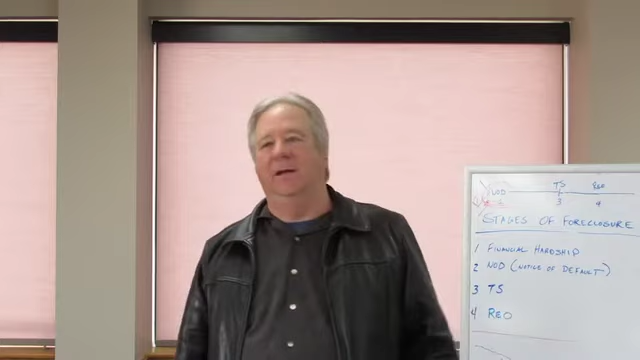 NOD TS REO
3 4
STAGES OF FORECLOSURE
1 FINANCIAL HARDSHIP
2 NOD (NOTICE OF DEFAULT)
3 TS
4 REO